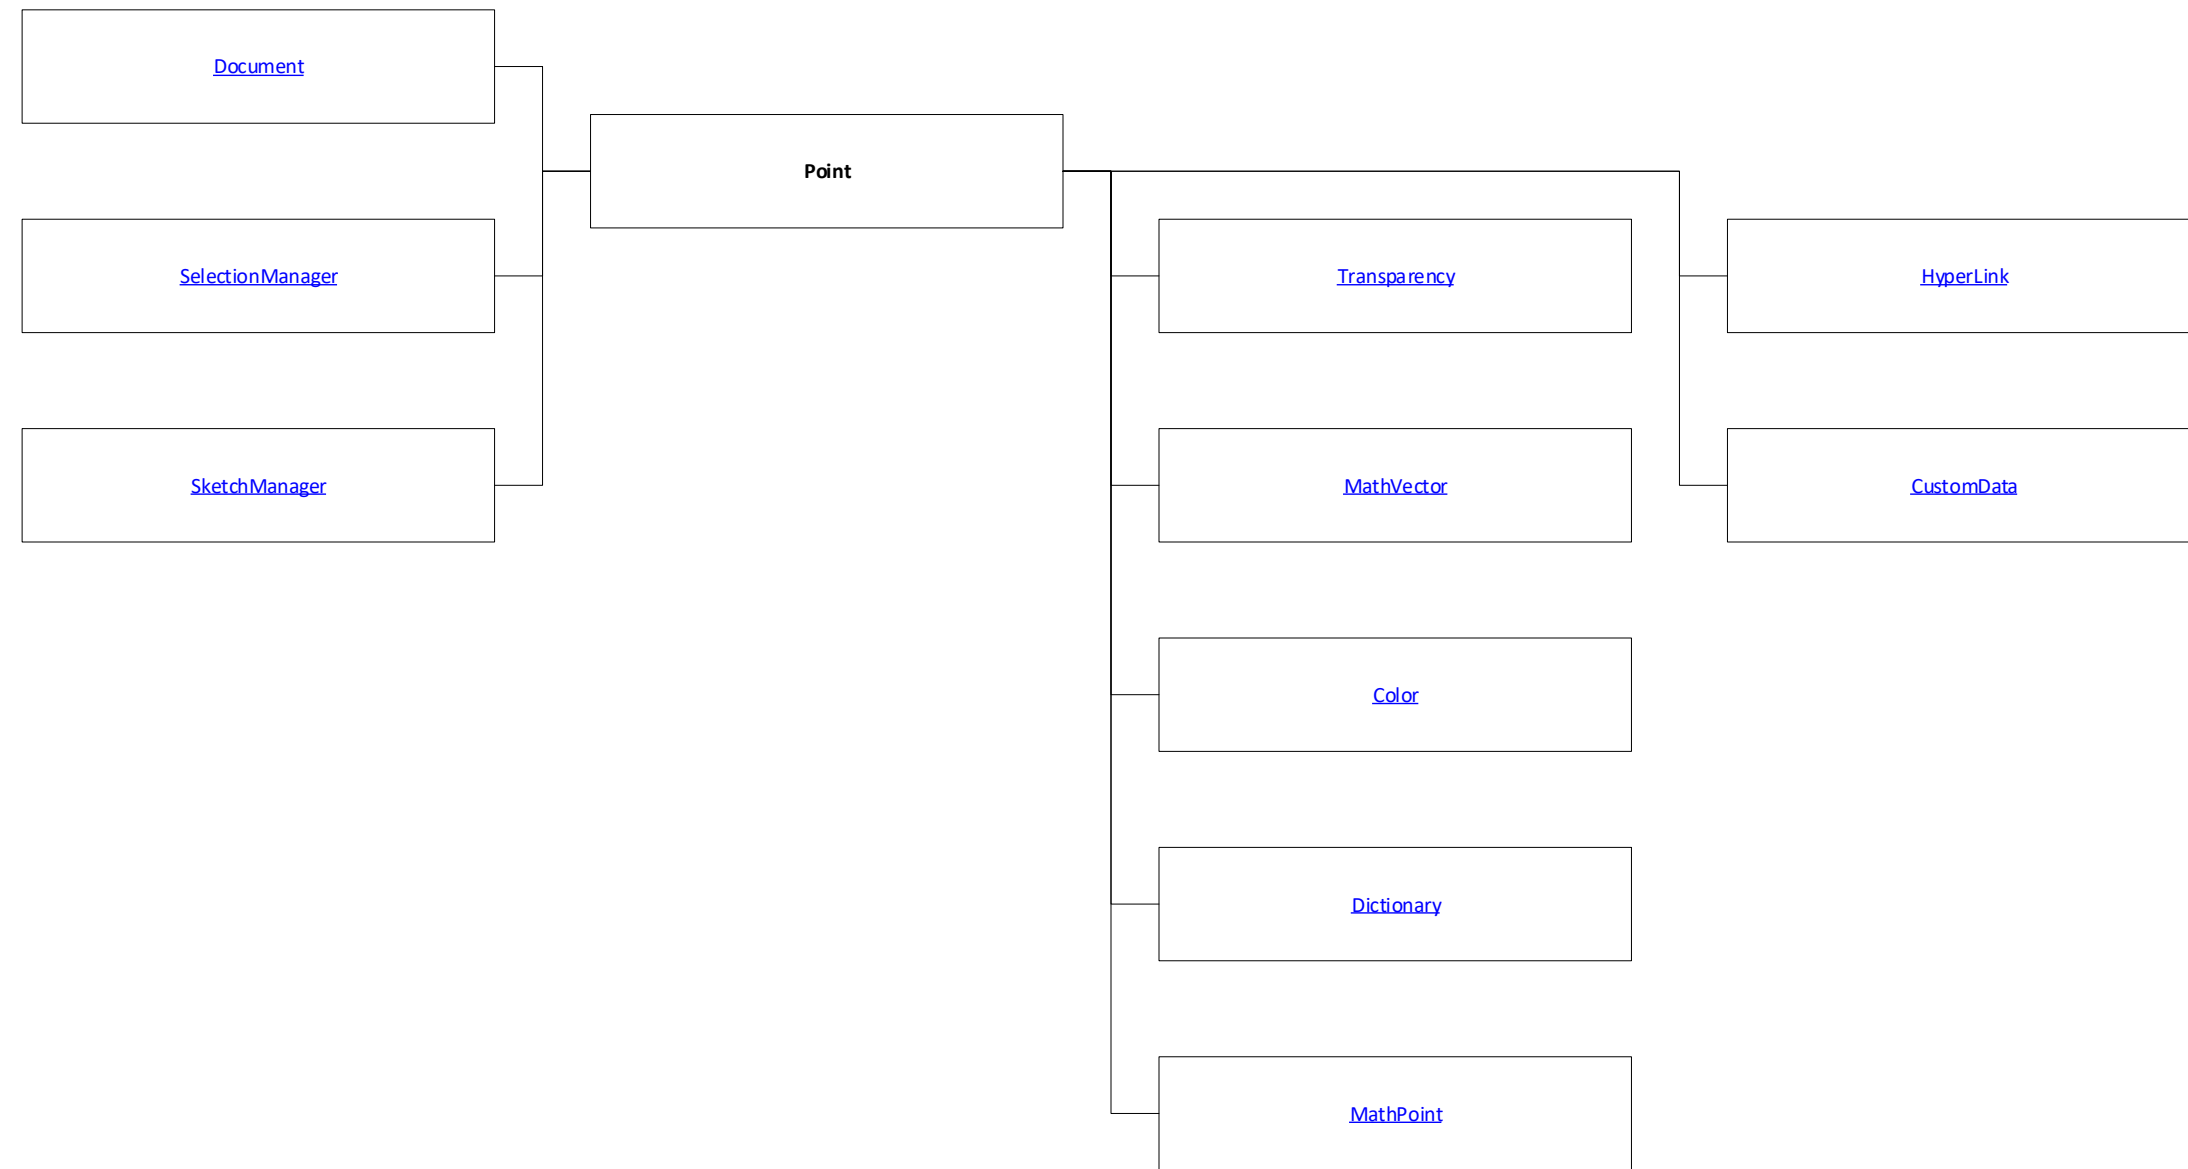 Document
Point
SelectionManager
Transparency
HyperLink
SketchManager
MathVector
CustomData
Color
Dictionary
MathPoint